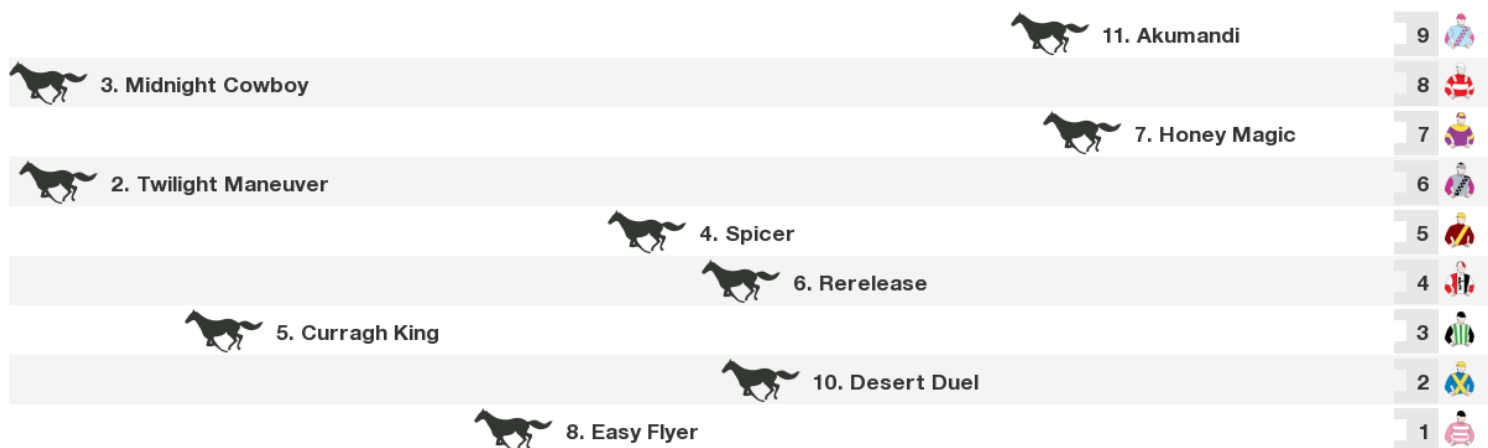 11. Akumandi 9
3. Midnight Cowboy 8
7. Honey Magic 7
2. Twilight Maneuver 6
4. Spicer 5
6. Rerelease 4
5. Curragh King 3
10. Desert Duel 2
8. Easy Flyer 1